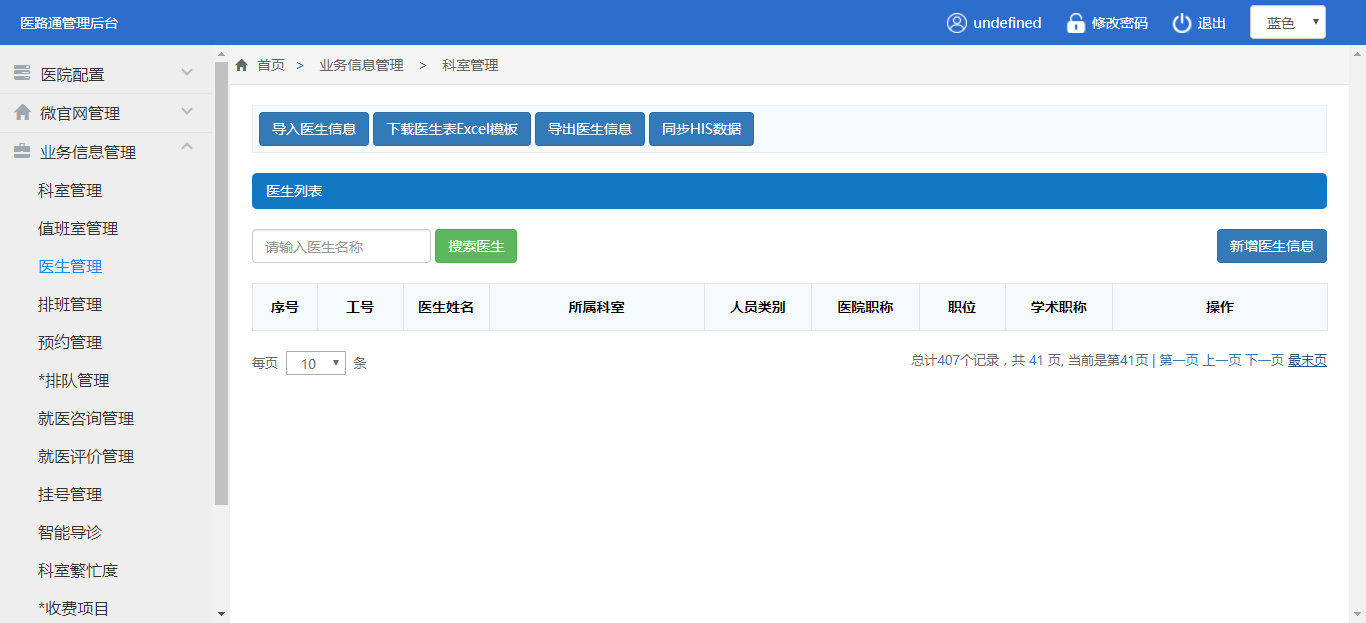 医路通管理后台
undefined 修改密码 退出 蓝色
医院配置
微官网管理
业务信息管理
科室管理
值班室管理
医生管理
排班管理
预约管理
*排队管理
就医咨询管理
就医评价管理
挂号管理
智能导诊
科室繁忙度
*收费项目
首页 > 业务信息管理 > 科室管理
导入医生信息 下载医生表Excel模板 导出医生信息 同步HIS数据
医生列表
请输入医生名称 搜索医生 新增医生信息
序号 工号 医生姓名 所属科室 人员类别 医院职称 职位 学术职称 操作
每页 10 条 总计407个记录，共 41 页, 当前是第41页 | 第一页 上一页 下一页 最末页